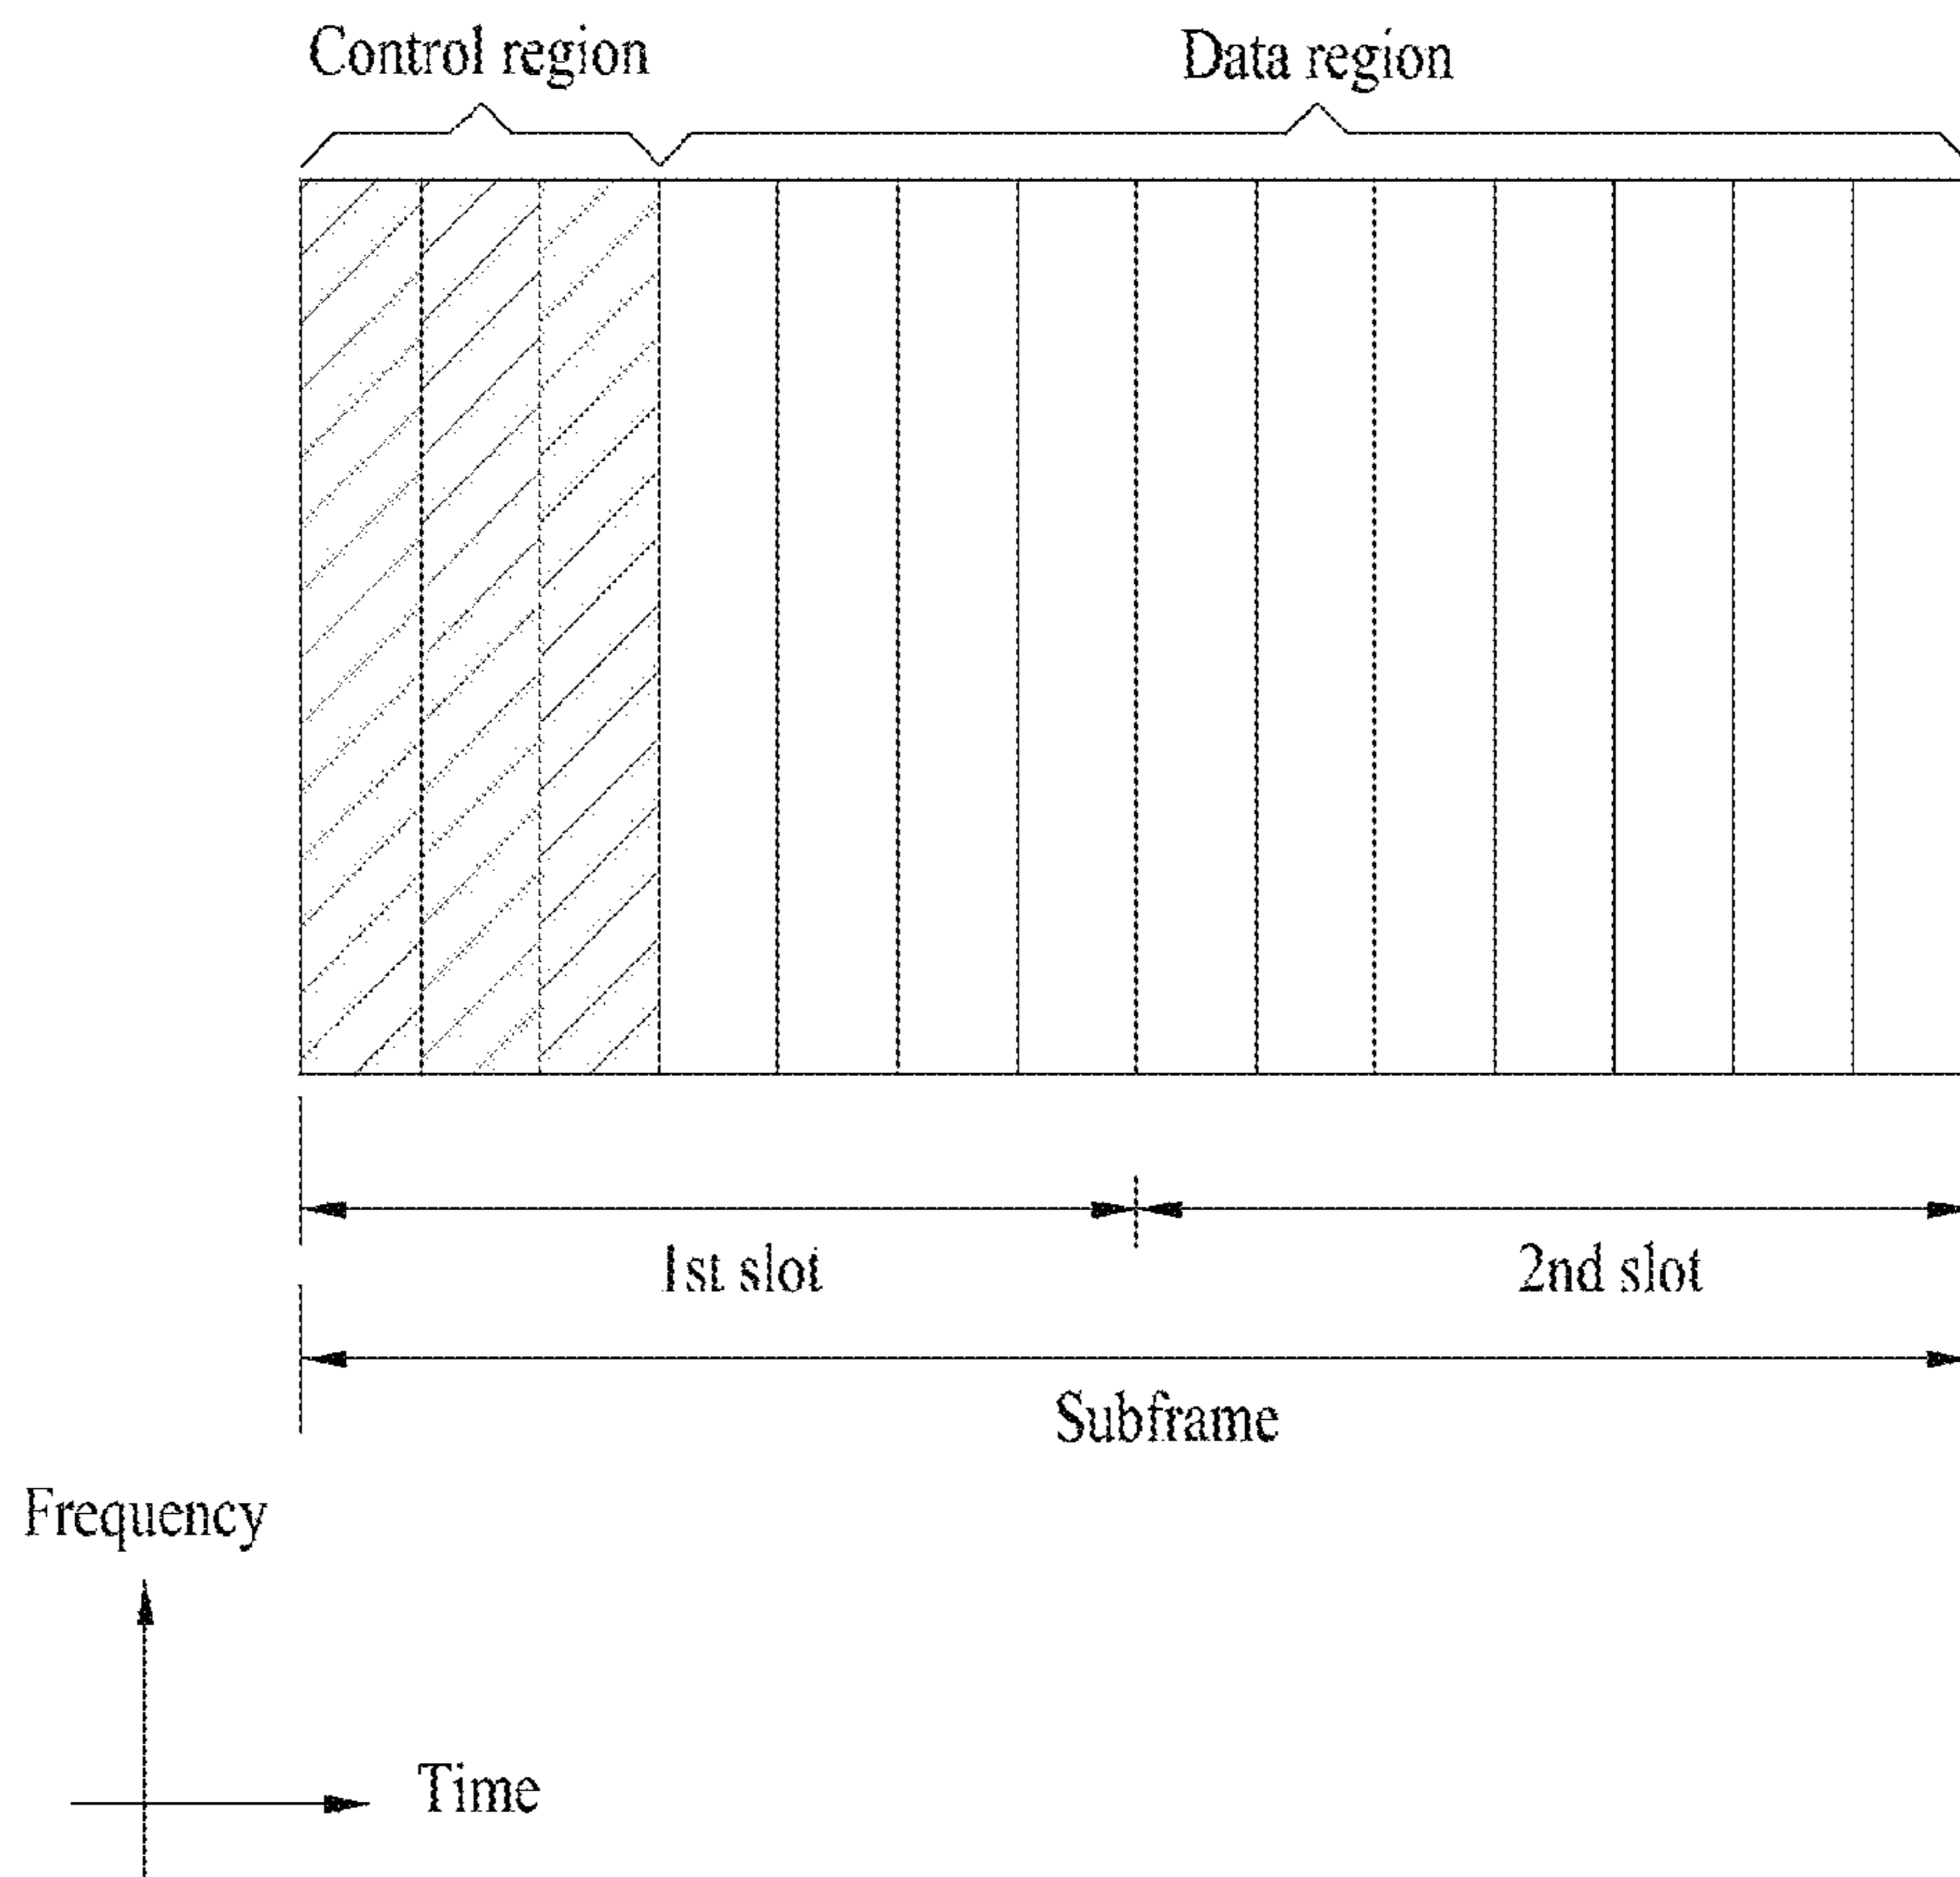 Control region
Data region
1st slot
2nd slot
Subframe
Frequency
Time